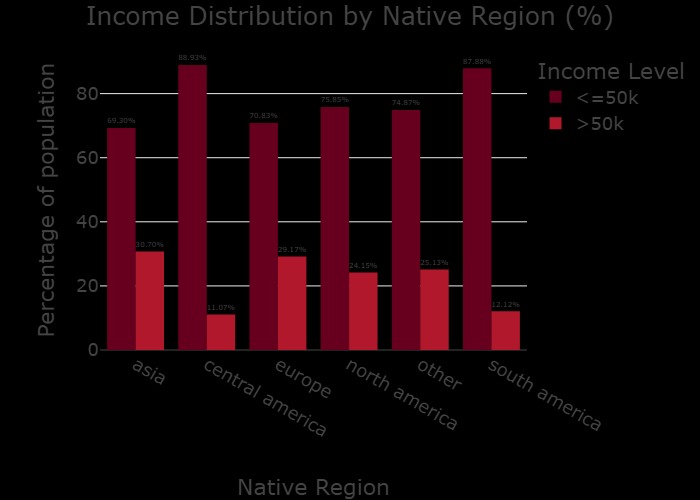 Income Distribution by Native Region (%)
Income Level
<=50k
>50k
Percentage of population
80
60
40
20
0
69.30%
30.70%
88.93%
11.07%
70.83%
29.17%
75.85%
24.15%
74.87%
25.13%
87.88%
12.12%
asia
central america
europe
north america
other
south america
Native Region